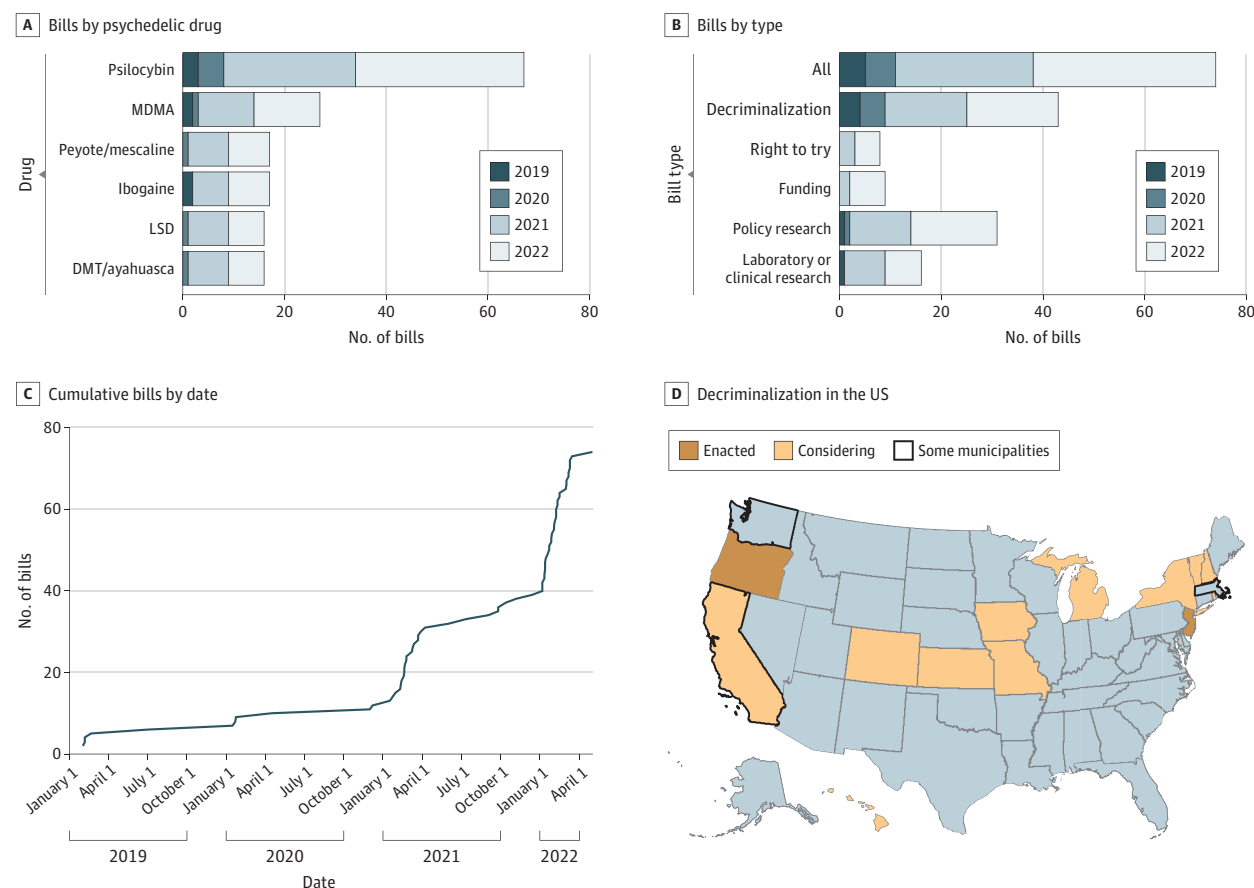 A Bills by psychedelic drug
Drug
Psilocybin
MDMA
Peyote/mescaline
Ibogaine
LSD
DMT/ayahuasca
2019
2020
2021
2022
0 20 40 60 80
No. of bills
B Bills by type
Bill type
All
Decriminalization
Right to try
Funding
Policy research
Laboratory or
clinical research
2019
2020
2021
2022
0 20 40 60 80
No. of bills
C Cumulative bills by date
No. of bills
80
60
40
20
0
January 1 April 1 July 1 October 1 January 1 April 1 July 1 October 1 January 1 April 1 July 1 October 1 January 1 April 1
2019 2020 2021 2022
Date
D Decriminalization in the US
Enacted Considering Some municipalities